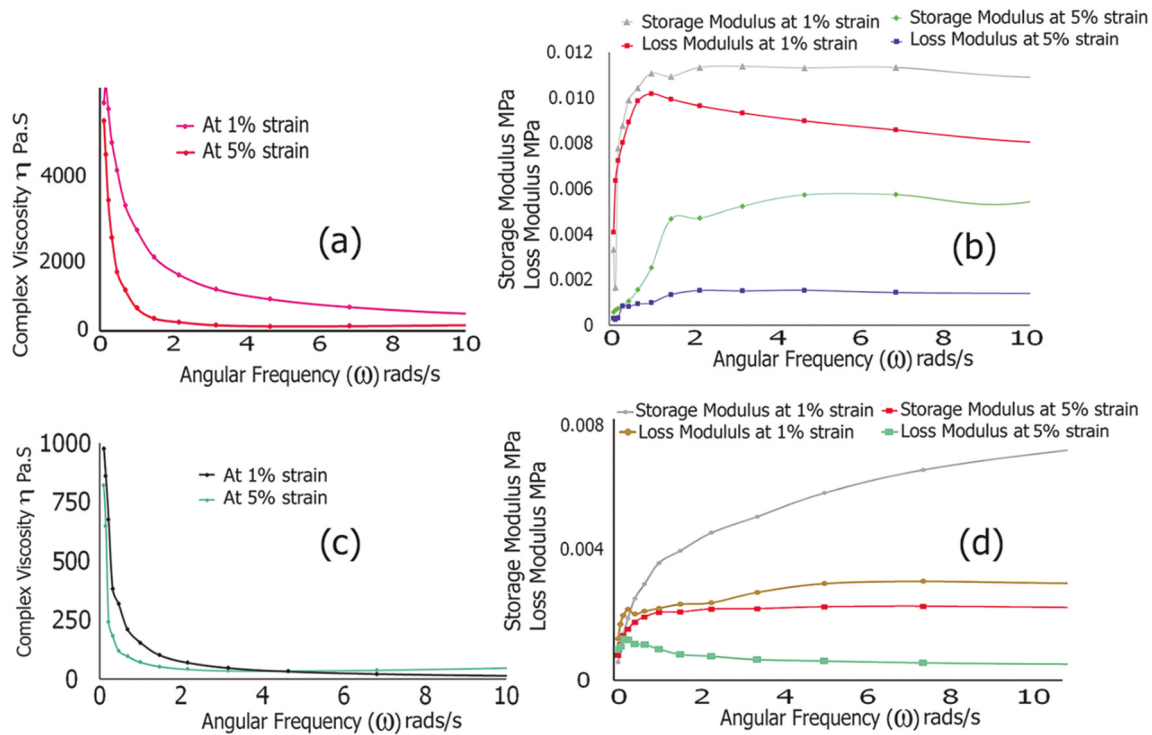 Complex Viscosity η Pa.S
4000
2000
0
0
2
4
6
8
10
Angular Frequency (ω) rads/s
At 1% strain
At 5% strain
(a)
Storage Modulus at 1% strain
Loss Modululs at 1% strain
Storage Modulus at 5% strain
Loss Modulus at 5% strain
Storage Modulus MPa
Loss Modulus MPa
0.012
0.010
0.008
0.006
0.004
0.002
0
0
2
4
6
8
10
Angular Frequency (ω) rads/s
(b)
Complex Viscosity η Pa.S
1000
750
500
250
0
0
2
4
6
8
10
Angular Frequency (ω) rads/s
At 1% strain
At 5% strain
(c)
Storage Modulus at 1% strain
Loss Modululs at 1% strain
Storage Modulus at 5% strain
Loss Modulus at 5% strain
Storage Modulus MPa
Loss Modulus MPa
0.008
0.004
0
0
2
4
6
8
10
Angular Frequency (ω) rads/s
(d)